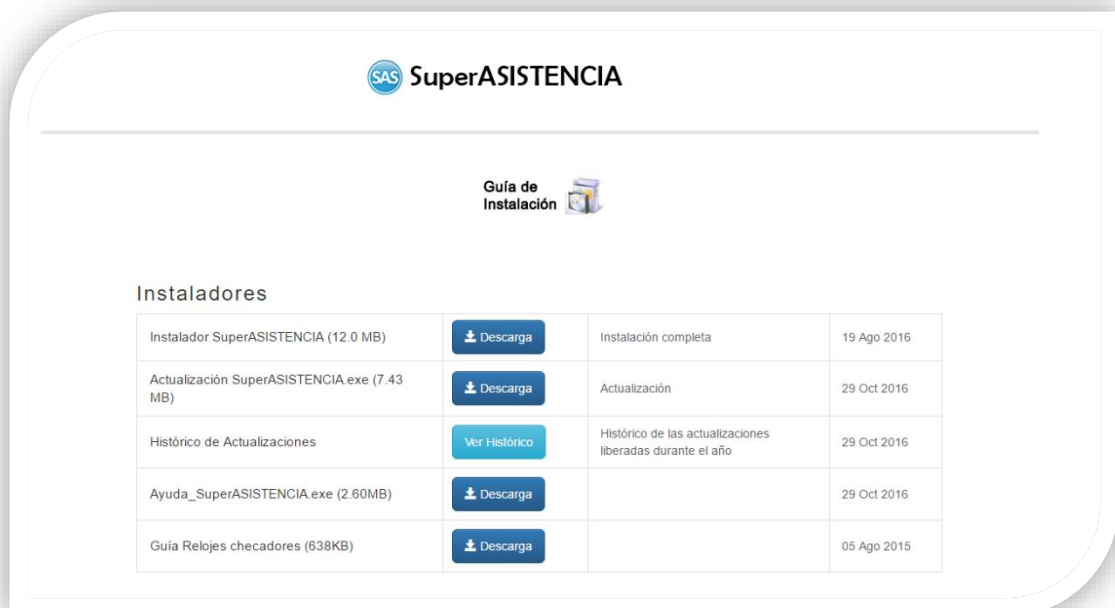 SAS SuperASISTENCIA
Guía de
Instalación
Instaladores
Instalador SuperASISTENCIA (12.0 MB) Descarga Instalación completa 19 Ago 2016
Actualización SuperASISTENCIA.exe (7.43
MB) Descarga Actualización 29 Oct 2016
Histórico de Actualizaciones Ver Histórico Histórico de las actualizaciones
liberadas durante el año 29 Oct 2016
Ayuda_SuperASISTENCIA.exe (2.60MB) Descarga 29 Oct 2016
Guía Relojes checadores (638KB) Descarga 05 Ago 2015